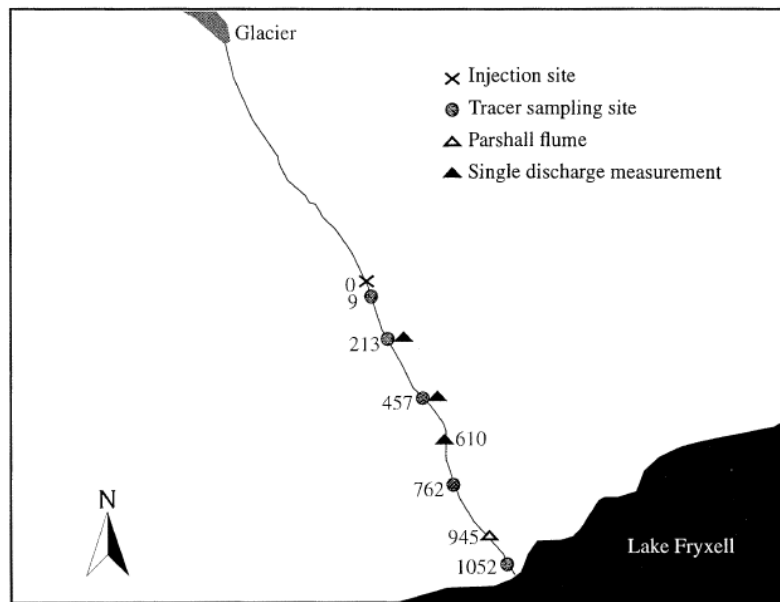 Glacier
Injection site
Tracer sampling site
Parshall flume
Single discharge measurement
0
9
213
457
610
762
945
1052
N
Lake Fryxell